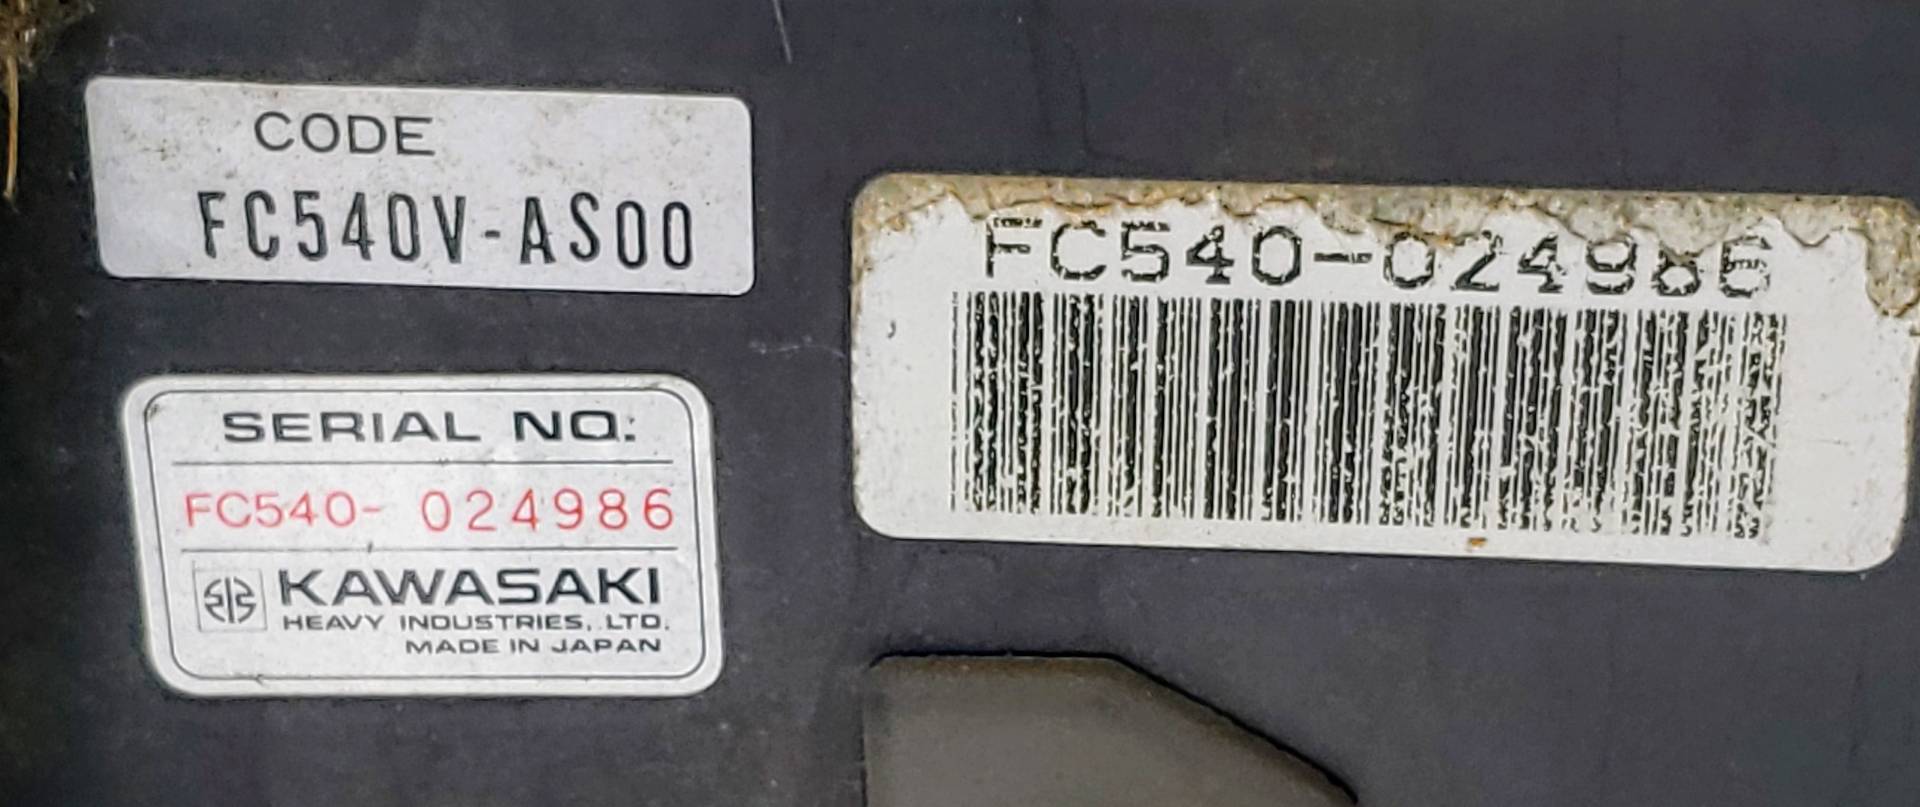 CODE
FC540V-AS00
FC540-024986
SERIAL NO.:
FC540- 024986
KAWASAKI
HEAVY INDUSTRIES, LTD.
MADE IN JAPAN